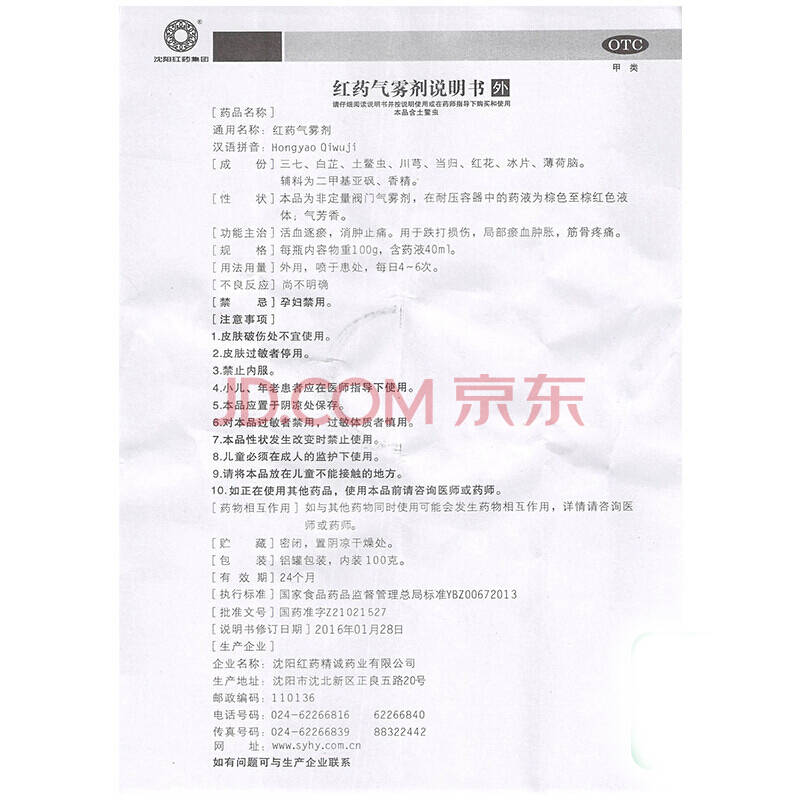 沈阳红药集团
OTC
甲类
红药气雾剂说明书 外
请仔细阅读说明书并按说明使用或在药师指导下购买和使用
本品含土鳖虫
[药品名称]
通用名称：红药气雾剂
汉语拼音：Hongyao Qiwuji
[成 份] 三七、白芷、土鳖虫、川芎、当归、红花、冰片、薄荷脑。
辅料为二甲基亚砜、香精。
[性 状] 本品为非定量阀门气雾剂，在耐压容器中的药液为棕色至棕红色液
体；气芳香。
[功能主治] 活血逐瘀，消肿止痛。用于跌打损伤，局部瘀血肿胀，筋骨疼痛。
[规 格] 每瓶内容物重100g，含药液40ml。
[用法用量] 外用，喷于患处，每日4~6次。
[不良反应] 尚不明确
[禁 忌] 孕妇禁用。
[注意事项]
1.皮肤破伤处不宜使用。
2.皮肤过敏者停用。
3.禁止内服。
4.小儿、年老患者应在医师指导下使用。
JD.COM 京东
5.本品应置于阴凉处保存。
6.对本品过敏者禁用，过敏体质者慎用。
7.本品性状发生改变时禁止使用。
8.儿童必须在成人的监护下使用。
9.请将本品放在儿童不能接触的地方。
10.如正在使用其他药品，使用本品前请咨询医师或药师。
[药物相互作用] 如与其他药物同时使用可能会发生药物相互作用，详情请咨询医
师或药师。
[贮 藏] 密闭，置阴凉干燥处。
[包 装] 铝罐包装，内装100克。
[有 效 期] 24个月
[执行标准] 国家食品药品监督管理总局标准YBZ00672013
[批准文号] 国药准字Z21021527
[说明书修订日期] 2016年01月28日
[生产企业]
企业名称：沈阳红药精诚药业有限公司
生产地址：沈阳市沈北新区正良五路20号
邮政编码：110136
电话号码：024-62266816 62266840
传真号码：024-62266839 88322442
网 址：www.syhy.com.cn
如有问题可与生产企业联系